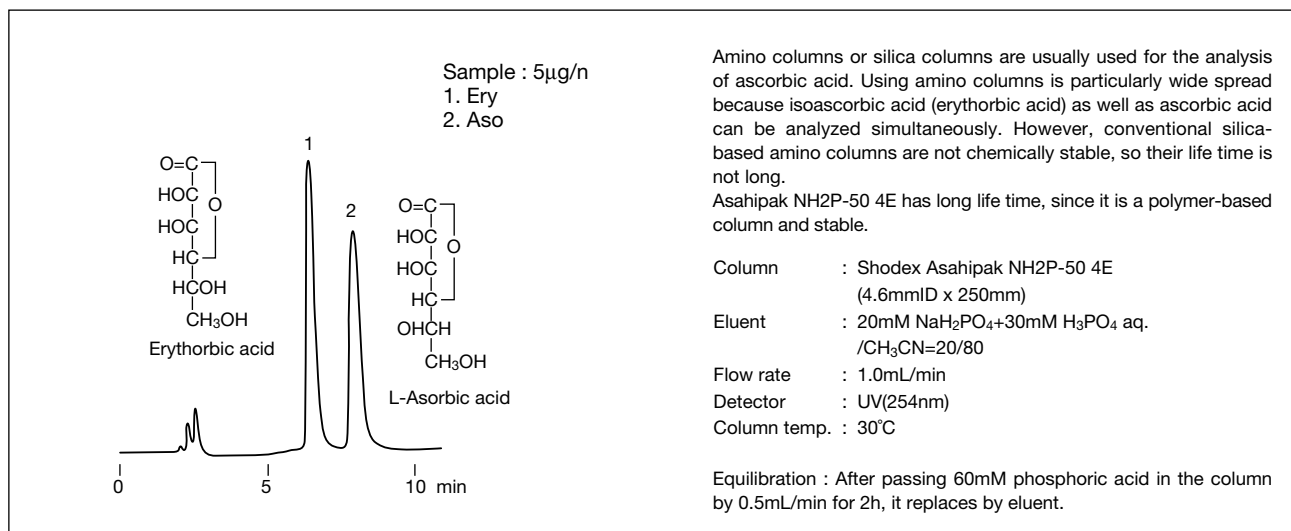 Sample : 5μg/n
1. Ery
2. Aso
1
2
O=C
HOC
O
HOC
HC
HCOH
CH₃OH
Erythorbic acid
O=C
HOC
O
HOC
HC
OHCH
CH₃OH
L-Asorbic acid
0
5
10
min
Amino columns or silica columns are usually used for the analysis
of ascorbic acid. Using amino columns is particularly wide spread
because isoascorbic acid (erythorbic acid) as well as ascorbic acid
can be analyzed simultaneously. However, conventional silica-
based amino columns are not chemically stable, so their life time is
not long.
Asahipak NH2P-50 4E has long life time, since it is a polymer-based
column and stable.
Column : Shodex Asahipak NH2P-50 4E
(4.6mmID x 250mm)
Eluent : 20mM NaH₂PO₄+30mM H₃PO₄ aq.
/CH₃CN=20/80
Flow rate : 1.0mL/min
Detector : UV(254nm)
Column temp. : 30℃
Equilibration : After passing 60mM phosphoric acid in the column
by 0.5mL/min for 2h, it replaces by eluent.